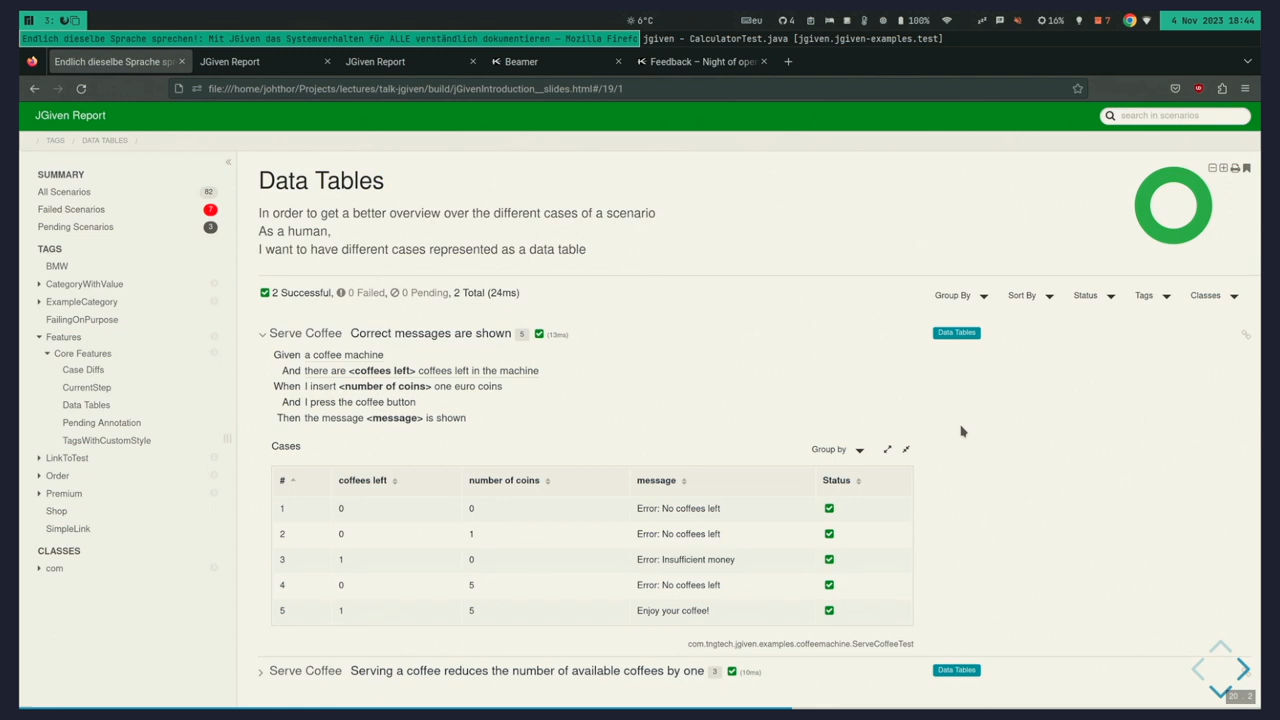 3:
6°C
eu
4
100%
16%
7
4 Nov 2023 18:44
Endlich dieselbe Sprache sprechen!: Mit JGiven das Systemverhalten für ALLE verständlich dokumentieren — Mozilla Firefo
jgiven - CalculatorTest.java [jgiven.jgiven-examples.test]
Endlich dieselbe Sprache spr
JGiven Report
JGiven Report
Beamer
Feedback – Night of ope
file:///home/johthor/Projects/lectures/talk-jgiven/build/jGivenIntroduction__slides.html#/19/1
JGiven Report
search in scenarios
/ TAGS / DATA TABLES /
SUMMARY
All Scenarios 82
Failed Scenarios 7
Pending Scenarios 3
TAGS
BMW
CategoryWithValue
ExampleCategory
FailingOnPurpose
Features
Core Features
Case Diffs
CurrentStep
Data Tables
Pending Annotation
TagsWithCustomStyle
LinkToTest
Order
Premium
Shop
SimpleLink
CLASSES
com
Data Tables
In order to get a better overview over the different cases of a scenario
As a human,
I want to have different cases represented as a data table
2 Successful, 0 Failed, 0 Pending, 2 Total (24ms)
Group By Sort By Status Tags Classes
Serve Coffee Correct messages are shown 5 (13ms) Data Tables
Given a coffee machine
And there are <coffees left> coffees left in the machine
When I insert <number of coins> one euro coins
And I press the coffee button
Then the message <message> is shown
Cases
Group by
# coffees left number of coins message Status
1 0 0 Error: No coffees left
2 0 1 Error: No coffees left
3 1 0 Error: Insufficient money
4 0 5 Error: No coffees left
5 1 5 Enjoy your coffee!
com.tngtech.jgiven.examples.coffeemachine.ServeCoffeeTest
Serve Coffee Serving a coffee reduces the number of available coffees by one 3 (10ms) Data Tables
20 . 2